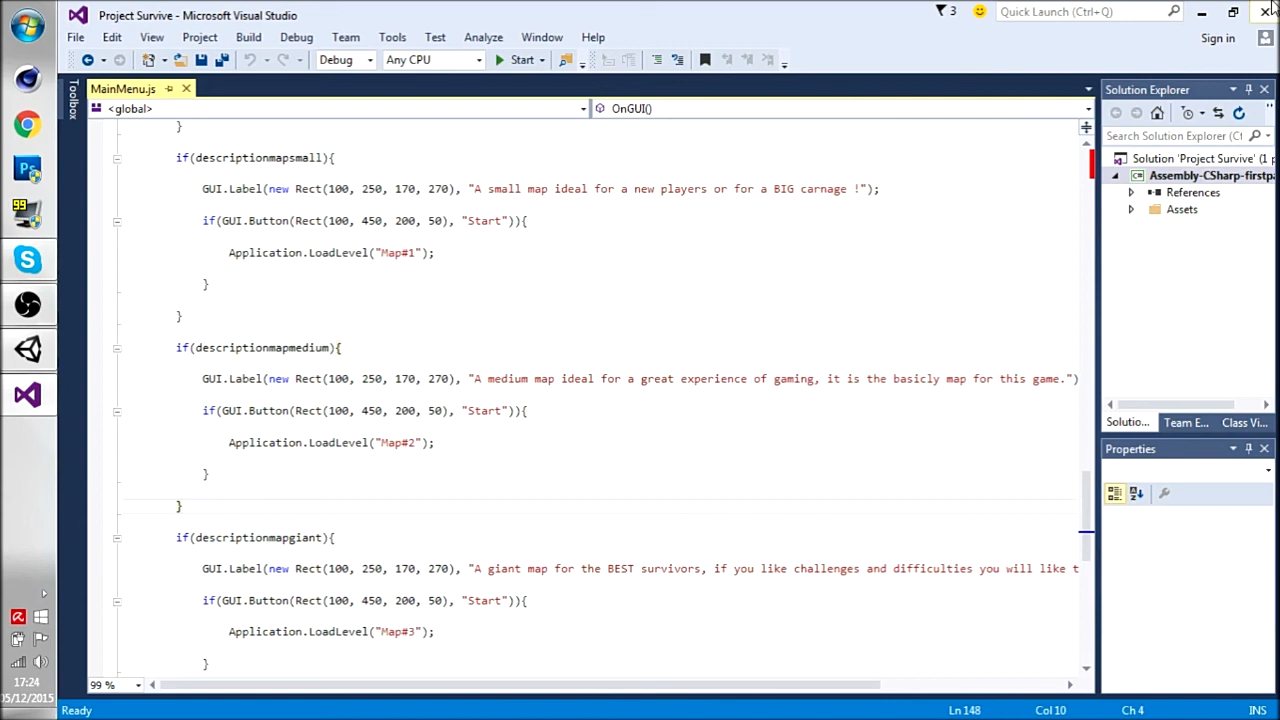 Project Survive - Microsoft Visual Studio
3
Quick Launch (Ctrl+Q)
File Edit View Project Build Debug Team Tools Test Analyze Window Help
Sign in
Debug
Any CPU
Start
Toolbox
MainMenu.js
<global>
OnGUI()
}
if(descriptionmapsmall){
GUI.Label(new Rect(100, 250, 170, 270), "A small map ideal for a new players or for a BIG carnage !");
if(GUI.Button(Rect(100, 450, 200, 50), "Start")){
Application.LoadLevel("Map#1");
}
}
if(descriptionmapmedium){
GUI.Label(new Rect(100, 250, 170, 270), "A medium map ideal for a great experience of gaming, it is the basicly map for this game.")
if(GUI.Button(Rect(100, 450, 200, 50), "Start")){
Application.LoadLevel("Map#2");
}
}
if(descriptionmapgiant){
GUI.Label(new Rect(100, 250, 170, 270), "A giant map for the BEST survivors, if you like challenges and difficulties you will like t
if(GUI.Button(Rect(100, 450, 200, 50), "Start")){
Application.LoadLevel("Map#3");
}
99 %
Solution Explorer
Search Solution Explorer (Ctrl
Solution 'Project Survive' (1 p
C#
Assembly-CSharp-firstpa
References
Assets
Solutio...
Team E...
Class Vi...
Properties
Ps
99
17:24
05/12/2015
Ready
Ln 148
Col 10
Ch 4
INS